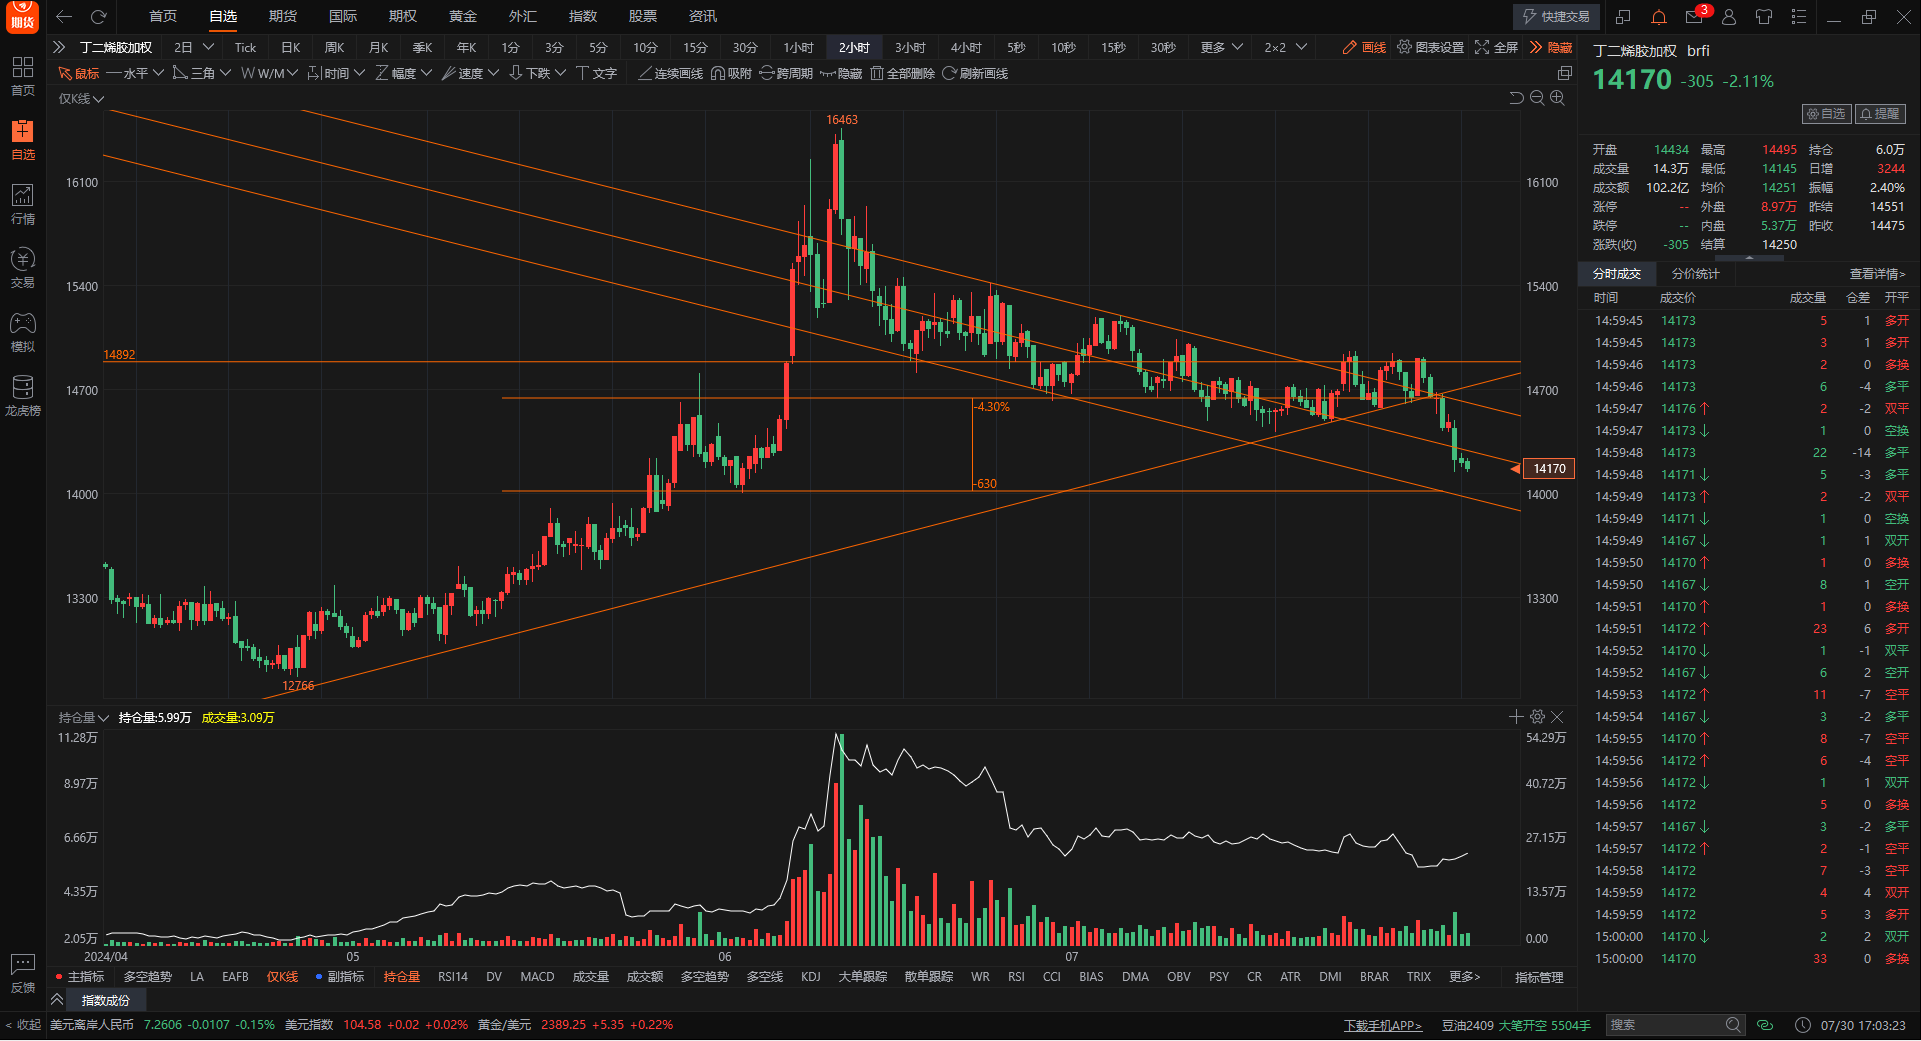 期货
首页 自选 期货 国际 期权 黄金 外汇 指数 股票 资讯
快捷交易 3
丁二烯胶加权 2日 Tick 日K 周K 月K 季K 年K 1分 3分 5分 10分 15分 30分 1小时 2小时 3小时 4小时 5秒 10秒 15秒 30秒 更多 2×2 画线 图表设置 全屏 隐藏
鼠标 水平 三角 W/M 时间 幅度 速度 下跌 文字 连续画线 吸附 跨周期 隐藏 全部删除 刷新画线
首页
自选
行情
交易
模拟
龙虎榜
反馈
仅K线
16463
16100 16100
15400 15400
14892
14700 14700
-4.30%
14170
-630
14000 14000
13300 13300
12766
持仓量 持仓量:5.99万 成交量:3.09万
11.28万 54.29万
8.97万 40.72万
6.66万 27.15万
4.35万 13.57万
2.05万 0.00
2024/04 05 06 07
主指标 多空趋势 LA EAFB 仅K线 副指标 持仓量 RSI14 DV MACD 成交量 成交额 多空趋势 多空线 KDJ 大单跟踪 散单跟踪 WR RSI CCI BIAS DMA OBV PSY CR ATR DMI BRAR TRIX 更多> 指标管理
指数成份
丁二烯胶加权 brfi
14170 -305 -2.11%
自选 提醒
开盘 14434 最高 14495 持仓 6.0万
成交量 14.3万 最低 14145 日增 3244
成交额 102.2亿 均价 14251 振幅 2.40%
涨停 -- 外盘 8.97万 昨结 14551
跌停 -- 内盘 5.37万 昨收 14475
涨跌(收) -305 结算 14250
分时成交 分价统计 查看详情>
时间 成交价 成交量 仓差 开平
14:59:45 14173 5 1 多开
14:59:45 14173 3 1 多开
14:59:46 14173 2 0 多换
14:59:46 14173 6 -4 多平
14:59:47 14176 ↑ 2 -2 双平
14:59:47 14173 ↓ 1 0 空换
14:59:48 14173 22 -14 多平
14:59:48 14171 ↓ 5 -3 多平
14:59:49 14173 ↑ 2 -2 双平
14:59:49 14171 ↓ 1 0 空换
14:59:49 14167 ↓ 1 1 双开
14:59:50 14170 ↑ 1 0 多换
14:59:50 14167 ↓ 8 1 空开
14:59:51 14170 ↑ 1 0 多换
14:59:51 14172 ↑ 23 6 多开
14:59:52 14170 ↓ 1 -1 双平
14:59:52 14167 ↓ 6 2 空开
14:59:53 14172 ↑ 11 -7 空平
14:59:54 14167 ↓ 3 -2 多平
14:59:55 14170 ↑ 8 -7 空平
14:59:56 14172 ↑ 6 -4 空平
14:59:56 14172 ↓ 1 1 双开
14:59:56 14172 5 0 多换
14:59:57 14167 ↓ 3 -2 多平
14:59:57 14172 ↑ 2 -1 空平
14:59:58 14172 7 -3 空平
14:59:59 14172 4 4 双开
14:59:59 14172 5 3 多开
15:00:00 14170 ↓ 2 2 双开
15:00:00 14170 33 0 多换
< 收起 美元离岸人民币 7.2606 -0.0107 -0.15% 美元指数 104.58 +0.02 +0.02% 黄金/美元 2389.25 +5.35 +0.22% 下载手机APP> 豆油2409 大笔开空 5504手 搜索 07/30 17:03:23